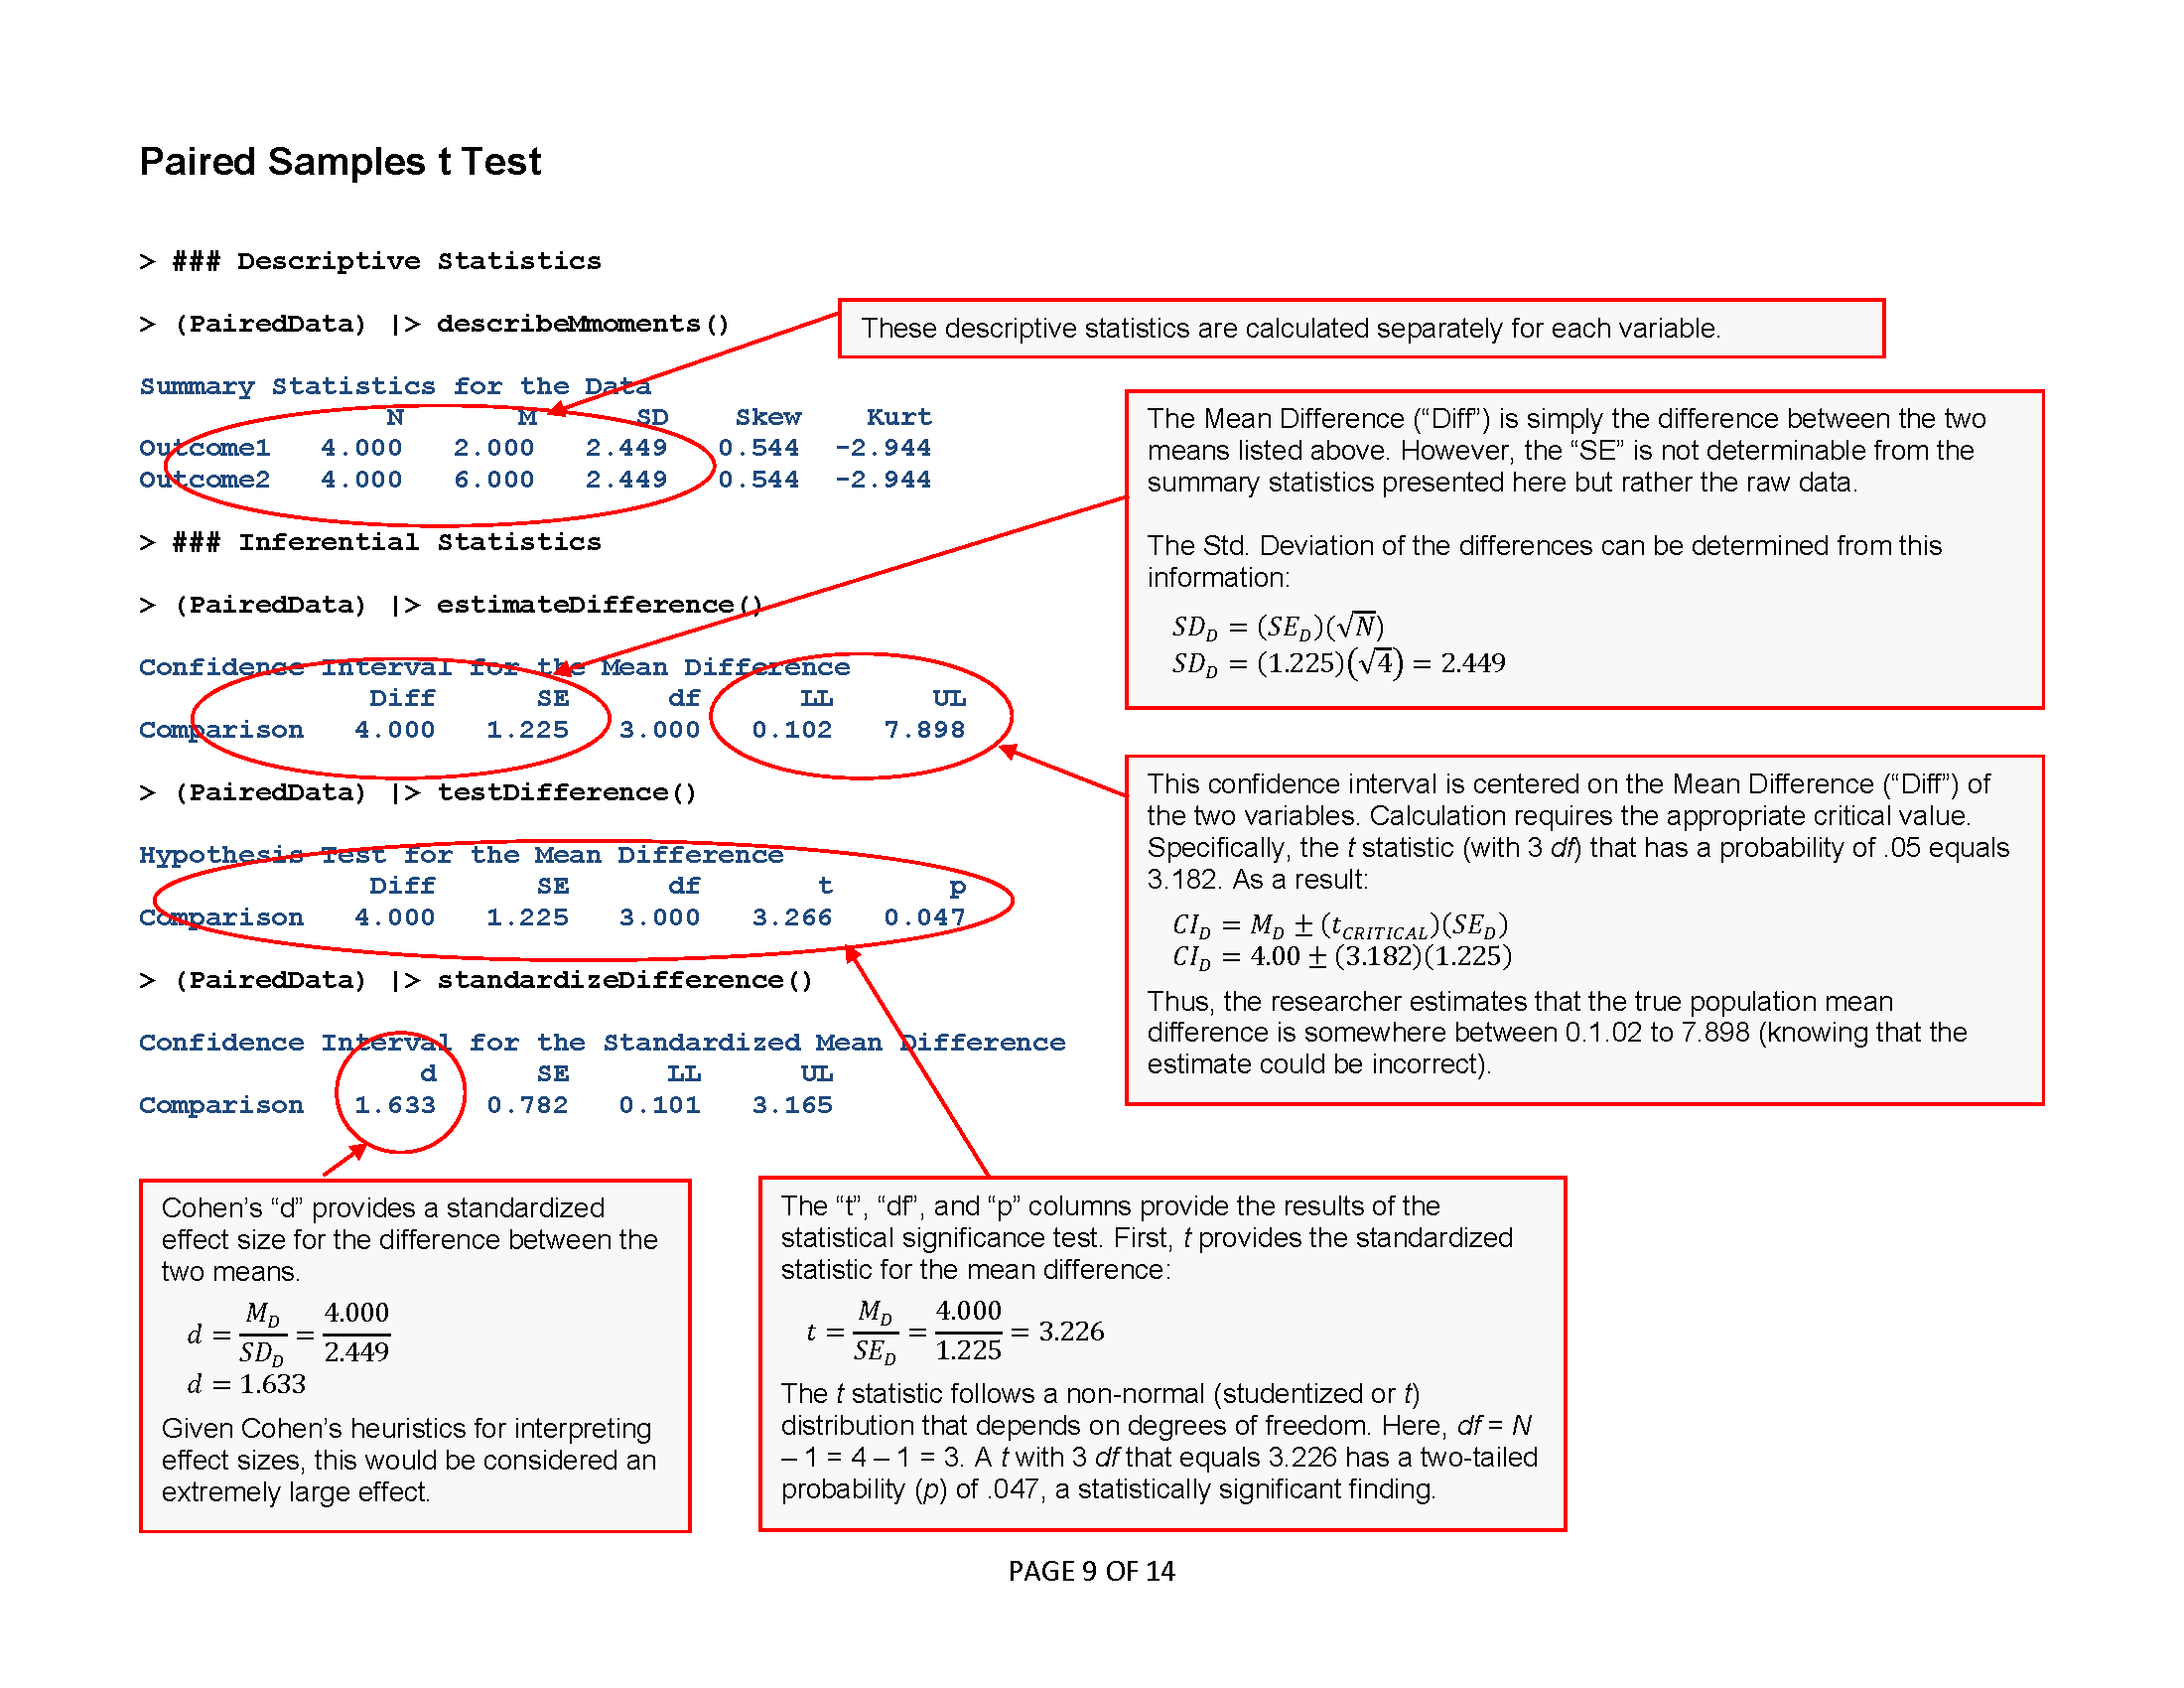 Paired Samples t Test
> ### Descriptive Statistics
> (PairedData) |> describeMmoments()
These descriptive statistics are calculated separately for each variable.
Summary Statistics for the Data
N M SD Skew Kurt
Outcome1 4.000 2.000 2.449 0.544 -2.944
Outcome2 4.000 6.000 2.449 0.544 -2.944
The Mean Difference (“Diff”) is simply the difference between the two
means listed above. However, the “SE” is not determinable from the
summary statistics presented here but rather the raw data.
The Std. Deviation of the differences can be determined from this
information:
SD_D = (SE_D)(√N)
SD_D = (1.225)(√4) = 2.449
> ### Inferential Statistics
> (PairedData) |> estimateDifference()
Confidence Interval for the Mean Difference
Diff SE df LL UL
Comparison 4.000 1.225 3.000 0.102 7.898
This confidence interval is centered on the Mean Difference (“Diff”) of
the two variables. Calculation requires the appropriate critical value.
Specifically, the t statistic (with 3 df) that has a probability of .05 equals
3.182. As a result:
CI_D = M_D ± (t_CRITICAL)(SE_D)
CI_D = 4.00 ± (3.182)(1.225)
Thus, the researcher estimates that the true population mean
difference is somewhere between 0.1.02 to 7.898 (knowing that the
estimate could be incorrect).
> (PairedData) |> testDifference()
Hypothesis Test for the Mean Difference
Diff SE df t p
Comparison 4.000 1.225 3.000 3.266 0.047
> (PairedData) |> standardizeDifference()
Confidence Interval for the Standardized Mean Difference
d SE LL UL
Comparison 1.633 0.782 0.101 3.165
Cohen’s “d” provides a standardized
effect size for the difference between the
two means.
d = M_D / SD_D = 4.000 / 2.449
d = 1.633
Given Cohen’s heuristics for interpreting
effect sizes, this would be considered an
extremely large effect.
The “t”, “df”, and “p” columns provide the results of the
statistical significance test. First, t provides the standardized
statistic for the mean difference:
t = M_D / SE_D = 4.000 / 1.225 = 3.226
The t statistic follows a non-normal (studentized or t)
distribution that depends on degrees of freedom. Here, df = N
– 1 = 4 – 1 = 3. A t with 3 df that equals 3.226 has a two-tailed
probability (p) of .047, a statistically significant finding.
PAGE 9 OF 14